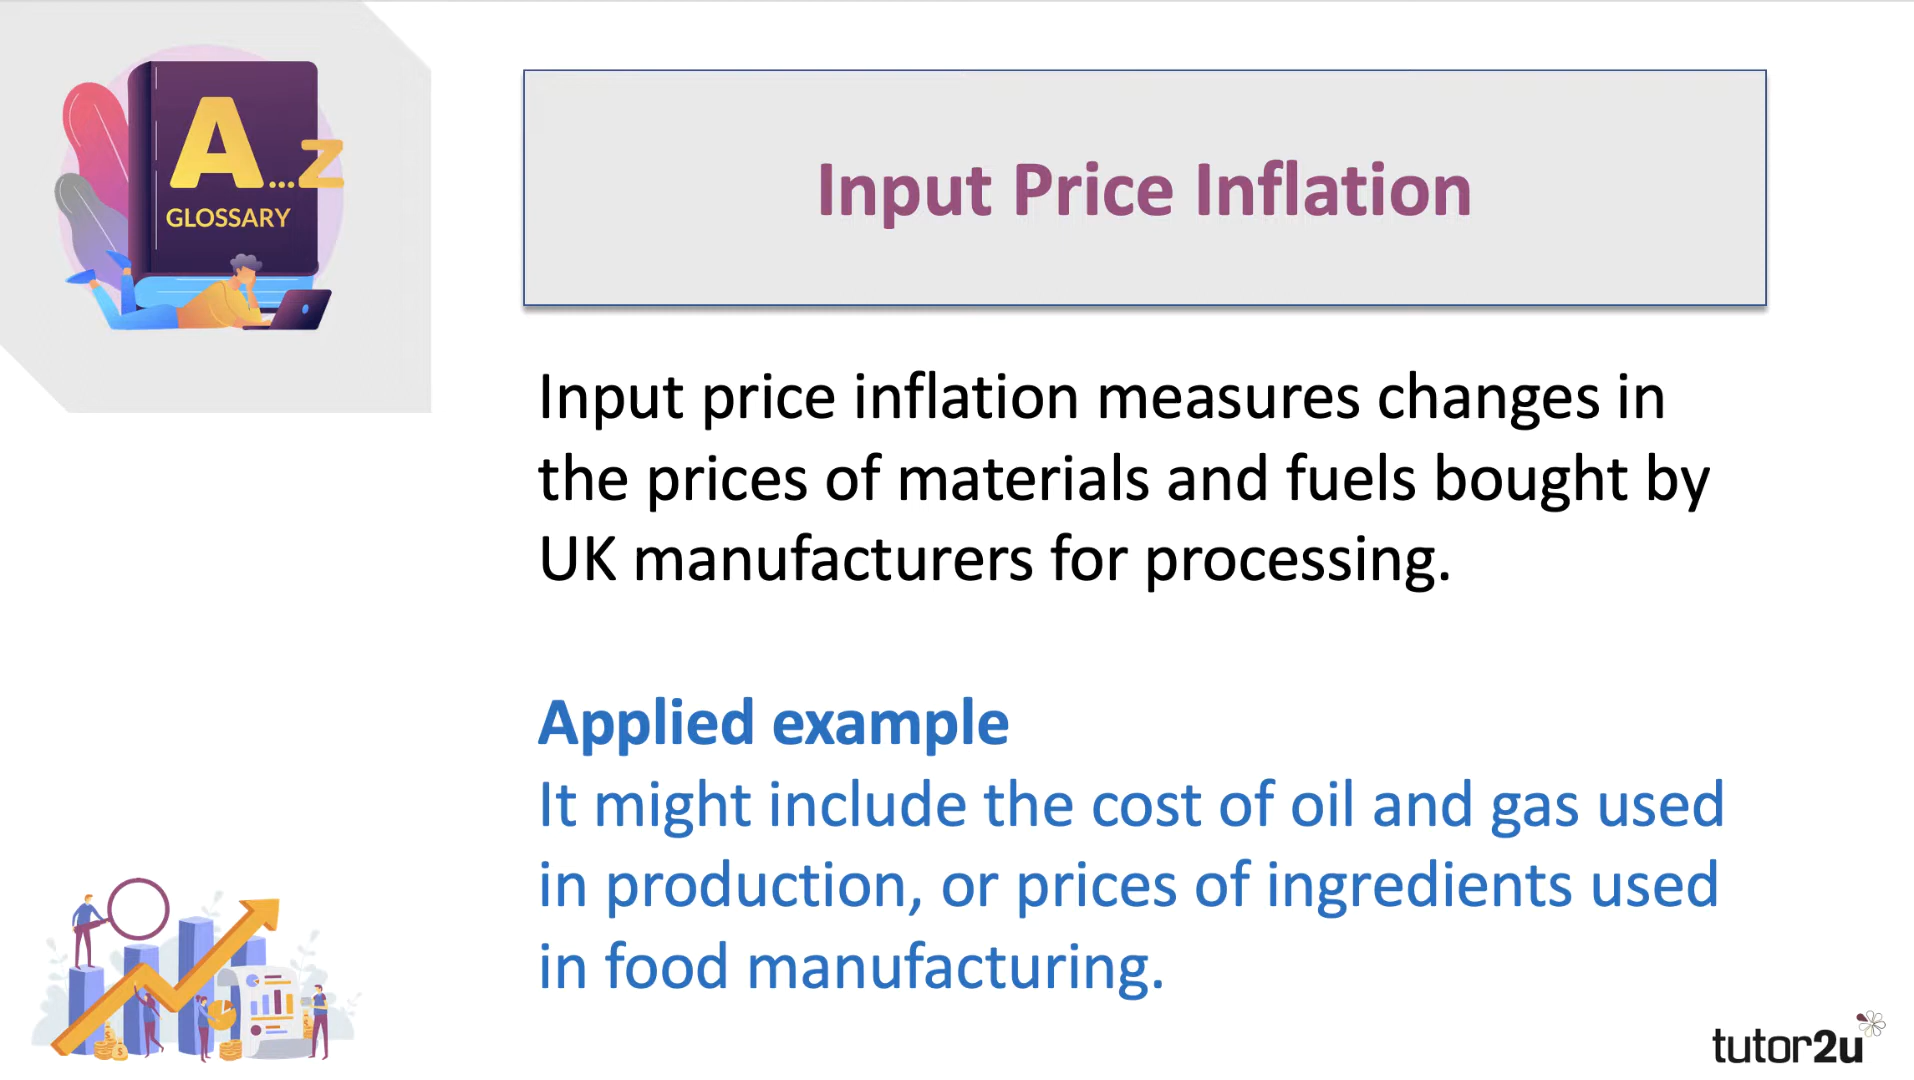 A...Z
GLOSSARY
Input Price Inflation
Input price inflation measures changes in
the prices of materials and fuels bought by
UK manufacturers for processing.
Applied example
It might include the cost of oil and gas used
in production, or prices of ingredients used
in food manufacturing.
tutor2u